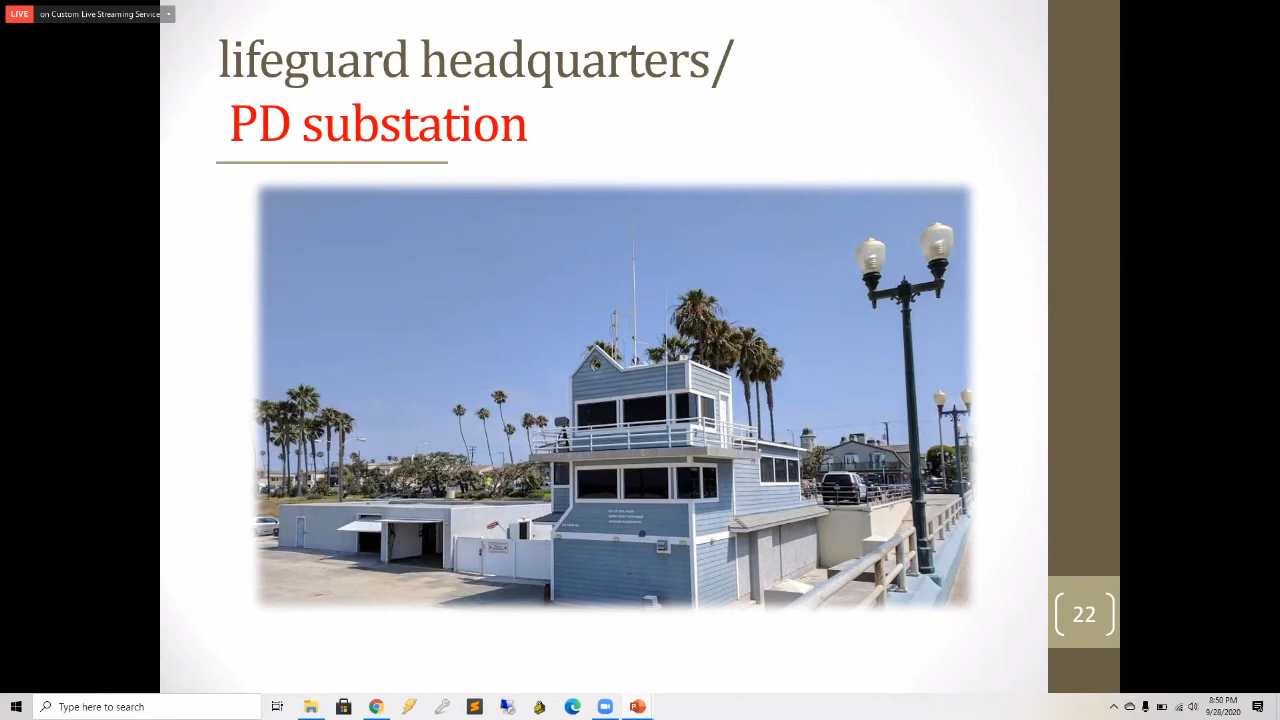 LIVE on Custom Live Streaming Service
lifeguard headquarters/
PD substation
22
Type here to search
8:50 PM
9/28/2020